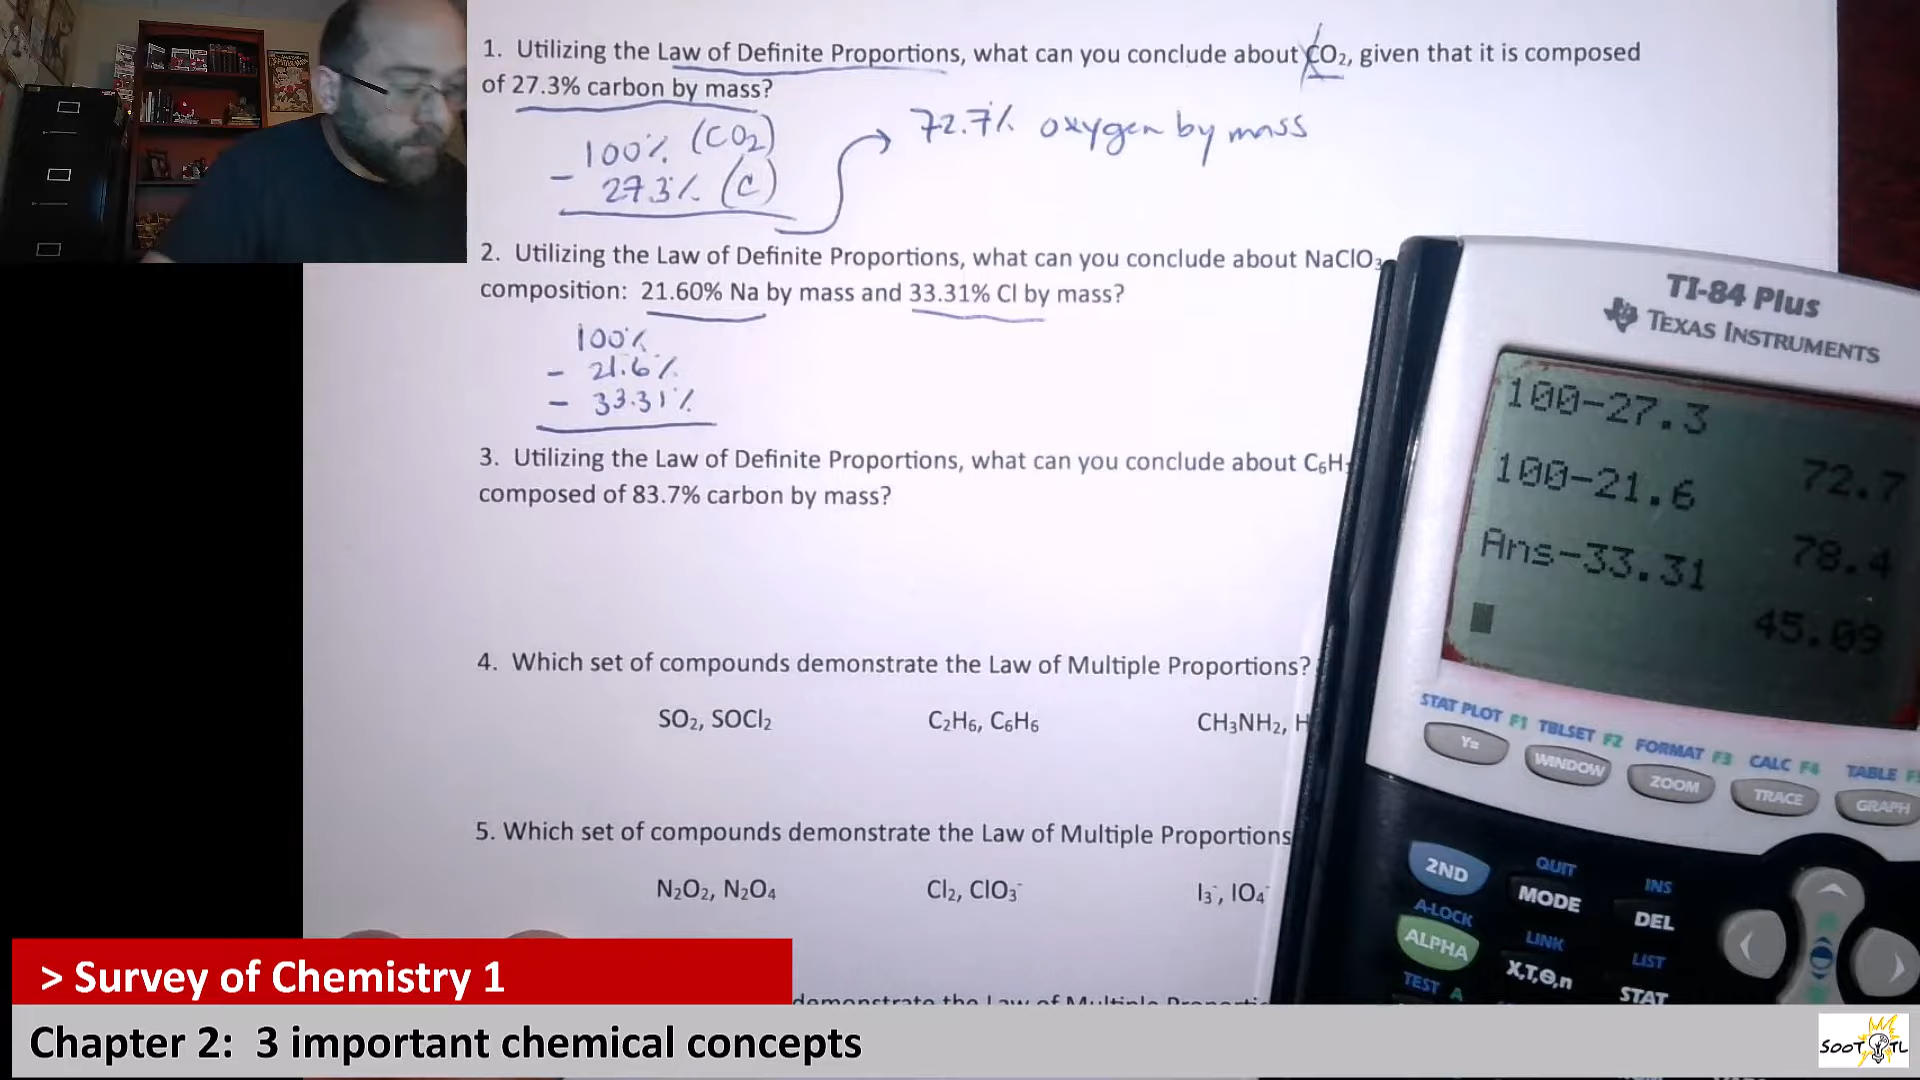 1. Utilizing the Law of Definite Proportions, what can you conclude about CO₂, given that it is composed
of 27.3% carbon by mass?
100% (CO₂)
- 27.3% (C)
72.7% oxygen by mass
2. Utilizing the Law of Definite Proportions, what can you conclude about NaClO₃
composition: 21.60% Na by mass and 33.31% Cl by mass?
100%
- 21.6%
- 33.31%
3. Utilizing the Law of Definite Proportions, what can you conclude about C₆H
composed of 83.7% carbon by mass?
4. Which set of compounds demonstrate the Law of Multiple Proportions?
SO₂, SOCl₂ C₂H₆, C₆H₆ CH₃NH₂, H
5. Which set of compounds demonstrate the Law of Multiple Proportions
N₂O₂, N₂O₄ Cl₂, ClO₃⁻ I₃⁻, IO₄⁻
demonstrate the Law of Multiple
TI-84 Plus
TEXAS INSTRUMENTS
100-27.3
72.7
100-21.6
78.4
Ans-33.31
45.09
STAT PLOT F1 TBLSET F2 FORMAT F3 CALC F4 TABLE F5
Y= WINDOW ZOOM TRACE GRAPH
QUIT INS
2ND MODE DEL
A-LOCK LINK LIST
ALPHA X,T,Θ,n STAT
TEST A
> Survey of Chemistry 1
Chapter 2: 3 important chemical concepts
SOOT TL